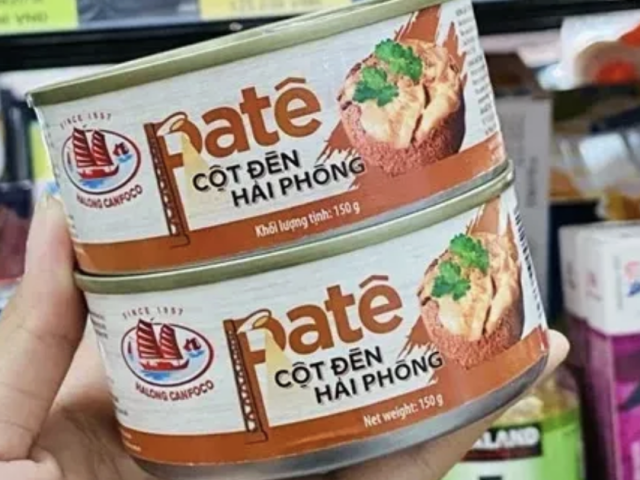 SINCE 1957
HALONG CANFOCO
patê
CỘT ĐÈN
HẢI PHÒNG
Khối lượng tịnh: 150 g
SINCE 1957
HALONG CANFOCO
patê
CỘT ĐÈN
HẢI PHÒNG
Net weight: 150 g
LAND